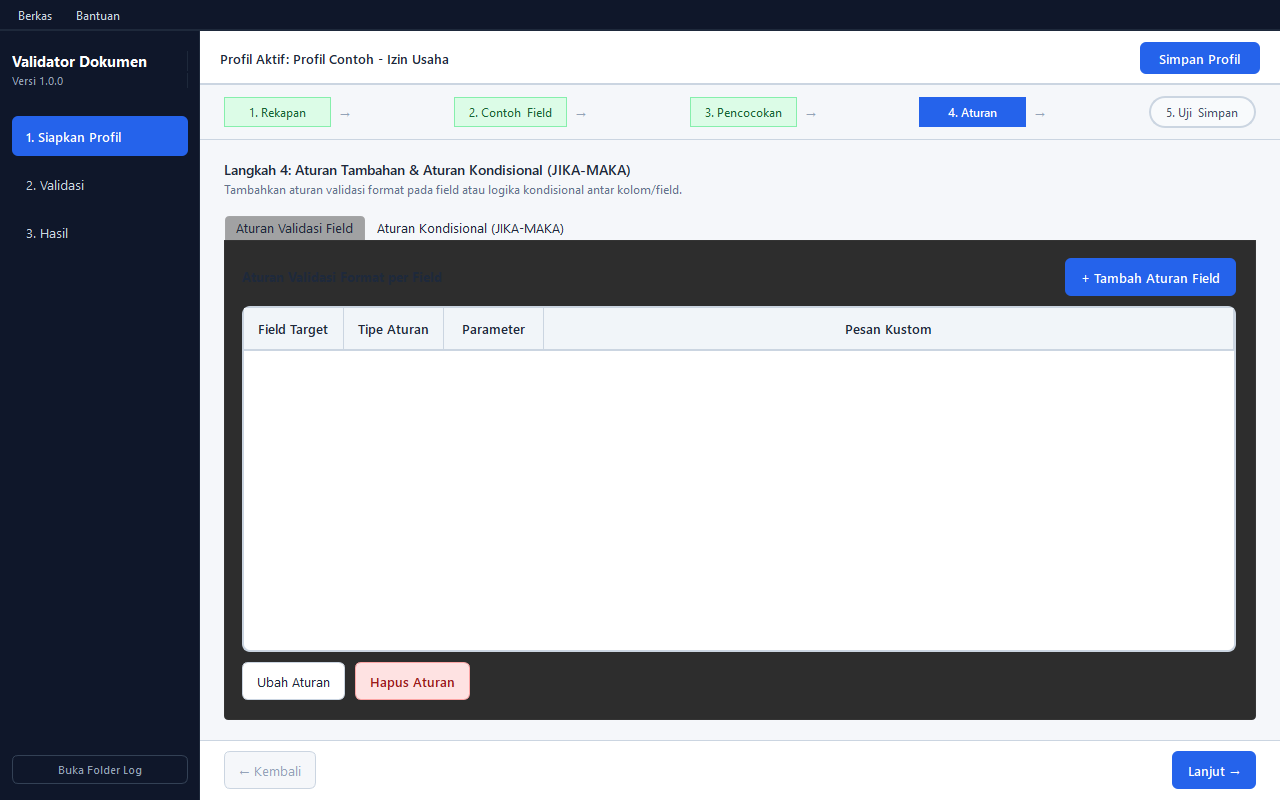 Berkas Bantuan
Validator Dokumen
Versi 1.0.0
1. Siapkan Profil
2. Validasi
3. Hasil
Buka Folder Log
Profil Aktif: Profil Contoh - Izin Usaha
Simpan Profil
1. Rekapan → 2. Contoh Field → 3. Pencocokan → 4. Aturan → 5. Uji Simpan
Langkah 4: Aturan Tambahan & Aturan Kondisional (JIKA-MAKA)
Tambahkan aturan validasi format pada field atau logika kondisional antar kolom/field.
Aturan Validasi Field Aturan Kondisional (JIKA-MAKA)
Aturan Validasi Format per Field
+ Tambah Aturan Field
Field Target Tipe Aturan Parameter Pesan Kustom
Ubah Aturan Hapus Aturan
← Kembali Lanjut →